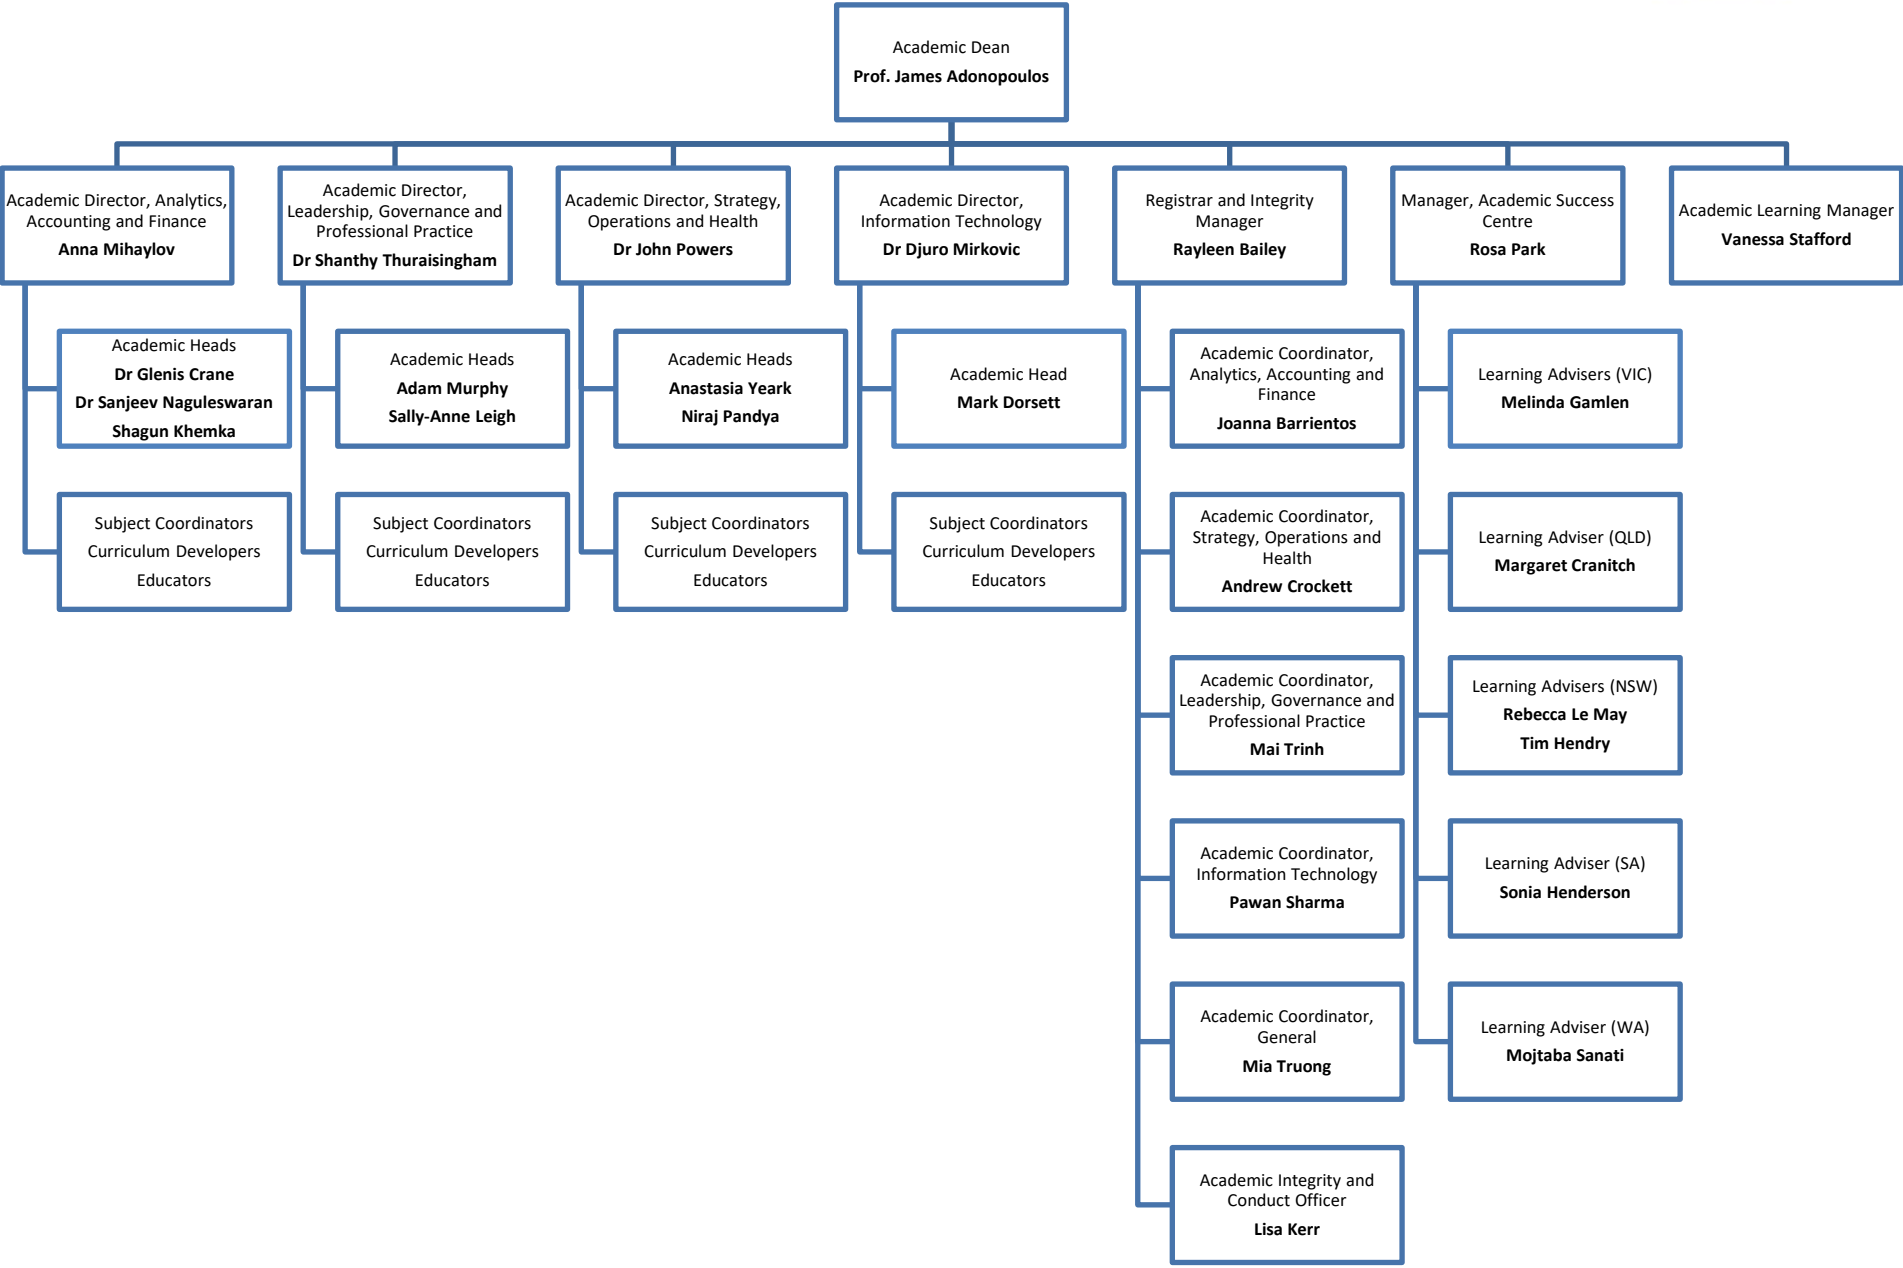 Academic Dean
Prof. James Adonopoulos
Academic Director, Analytics,
Accounting and Finance
Anna Mihaylov
Academic Director,
Leadership, Governance and
Professional Practice
Dr Shanthy Thuraisingham
Academic Director, Strategy,
Operations and Health
Dr John Powers
Academic Director,
Information Technology
Dr Djuro Mirkovic
Registrar and Integrity
Manager
Rayleen Bailey
Manager, Academic Success
Centre
Rosa Park
Academic Learning Manager
Vanessa Stafford
Academic Heads
Dr Glenis Crane
Dr Sanjeev Naguleswaran
Shagun Khemka
Academic Heads
Adam Murphy
Sally-Anne Leigh
Academic Heads
Anastasia Yeark
Niraj Pandya
Academic Head
Mark Dorsett
Academic Coordinator,
Analytics, Accounting and
Finance
Joanna Barrientos
Learning Advisers (VIC)
Melinda Gamlen
Subject Coordinators
Curriculum Developers
Educators
Subject Coordinators
Curriculum Developers
Educators
Subject Coordinators
Curriculum Developers
Educators
Subject Coordinators
Curriculum Developers
Educators
Academic Coordinator,
Strategy, Operations and
Health
Andrew Crockett
Learning Adviser (QLD)
Margaret Cranitch
Academic Coordinator,
Leadership, Governance and
Professional Practice
Mai Trinh
Learning Advisers (NSW)
Rebecca Le May
Tim Hendry
Academic Coordinator,
Information Technology
Pawan Sharma
Learning Adviser (SA)
Sonia Henderson
Academic Coordinator,
General
Mia Truong
Learning Adviser (WA)
Mojtaba Sanati
Academic Integrity and
Conduct Officer
Lisa Kerr